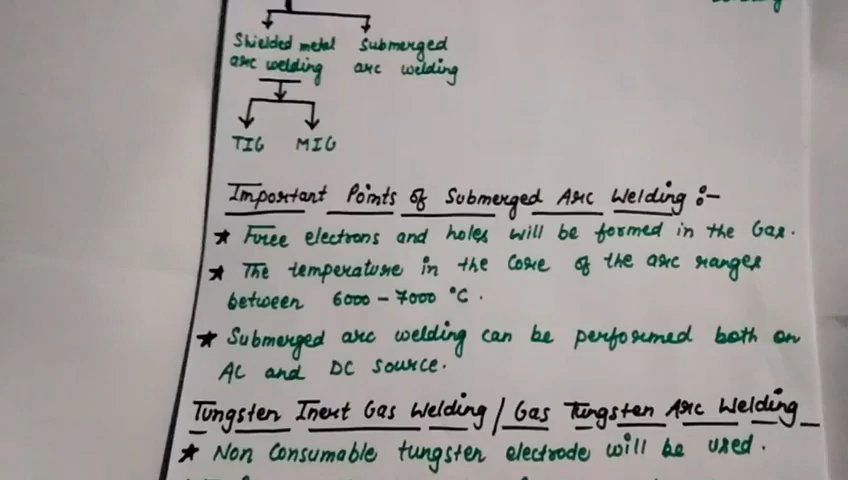 Shielded metal Submerged
arc welding arc welding
TIG MIG
Important Points of Submerged Arc Welding :-
★ Free electrons and holes will be formed in the Gas.
★ The temperature in the core of the arc ranges
between 6000 - 7000 °C.
★ Submerged arc welding can be performed both on
AC and DC source.
Tungsten Inert Gas Welding / Gas Tungsten Arc Welding
★ Non Consumable tungsten electrode will be used.